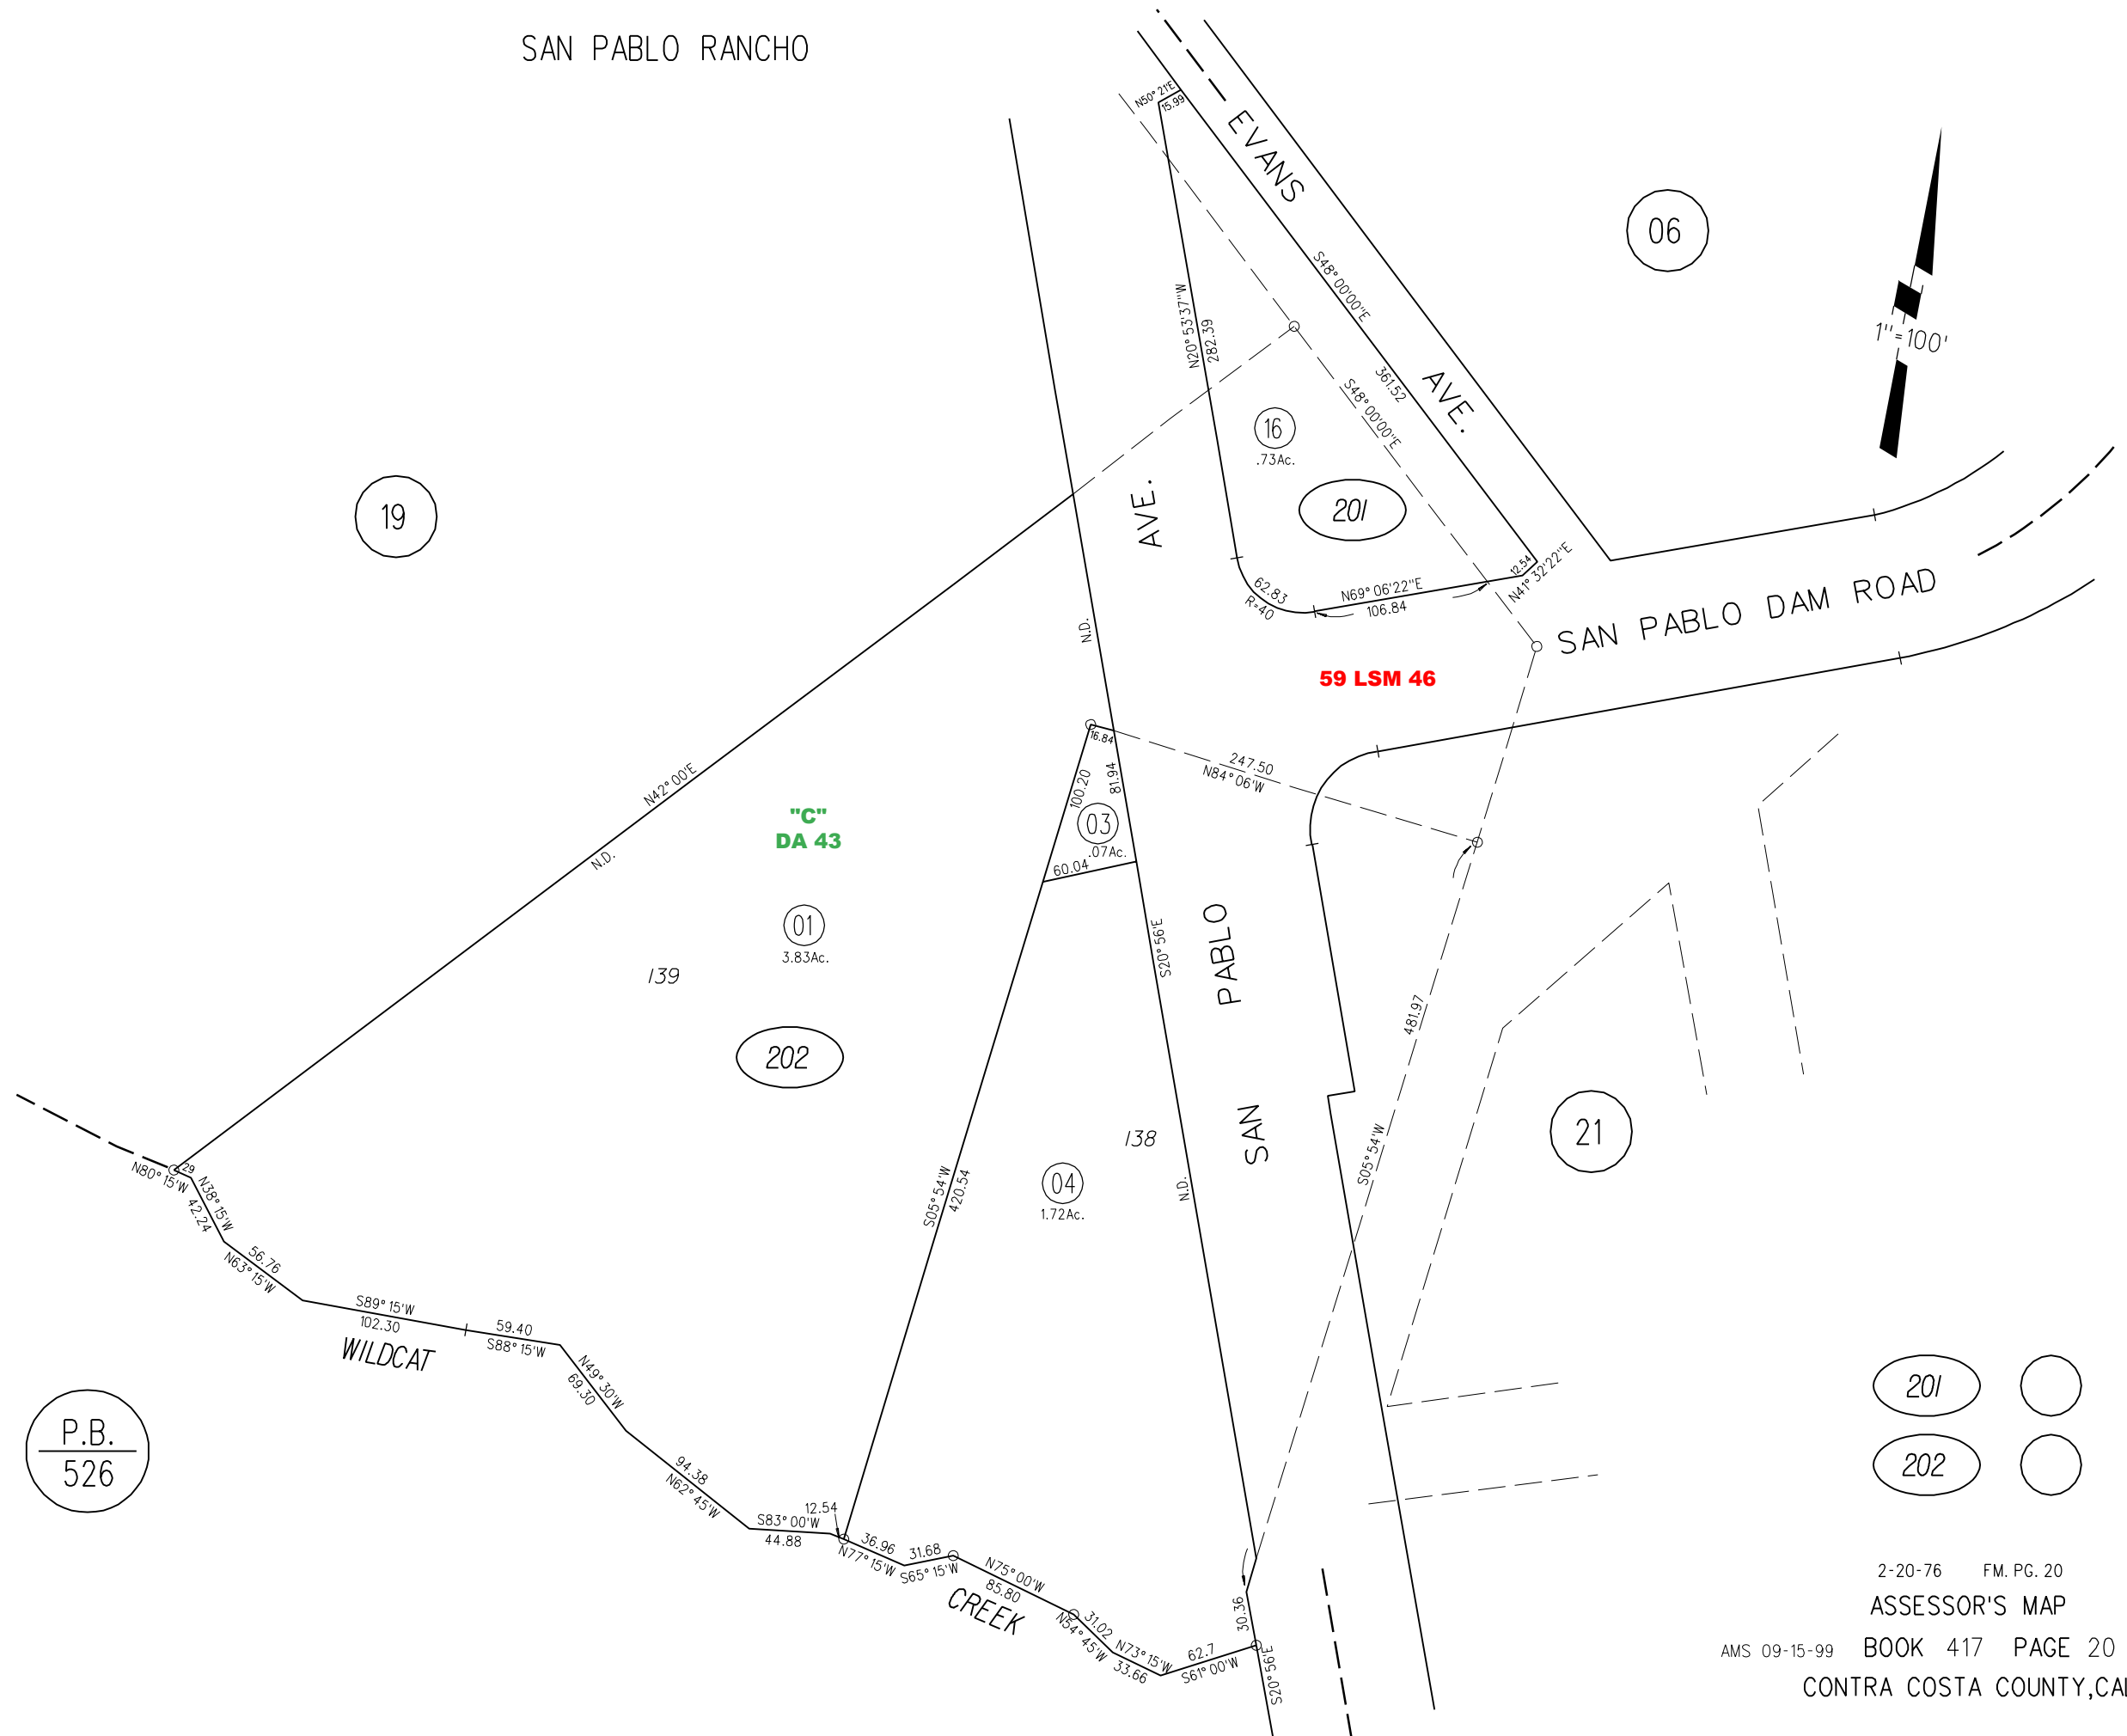 SAN PABLO RANCHO
N50°21'E
15.99
EVANS
AVE.
06
1"=100'
S48°00'00"E
361.52
N20°53'37"W
282.39
S48°00'00"E
16
.73Ac.
201
19
AVE.
62.83
R=40
N69°06'22"E
106.84
12.54
N41°32'22"E
SAN PABLO DAM ROAD
N.D.
59 LSM 46
16.84
247.50
N84°06'W
100.20
81.94
03
.07Ac.
60.04
N42°00'E
N.D.
"C"
DA 43
01
3.83Ac.
139
202
S20°56'E
PABLO
SAN
481.97
S05°54'W
21
138
04
1.72Ac.
N.D.
S05°54'W
420.54
N80°15'W
29
N38°15'W
42.24
56.76
N63°15'W
S89°15'W
102.30
59.40
S88°15'W
WILDCAT
N49°30'W
69.30
94.38
N62°45'W
12.54
S83°00'W
44.88
36.96
N77°15'W
31.68
S65°15'W
N75°00'W
85.80
CREEK
31.02
N54°45'W
N73°15'W
33.66
62.7
S61°00'W
30.36
S20°56'E
P.B.
526
201
202
2-20-76 FM. PG. 20
ASSESSOR'S MAP
AMS 09-15-99 BOOK 417 PAGE 20
CONTRA COSTA COUNTY,CAL